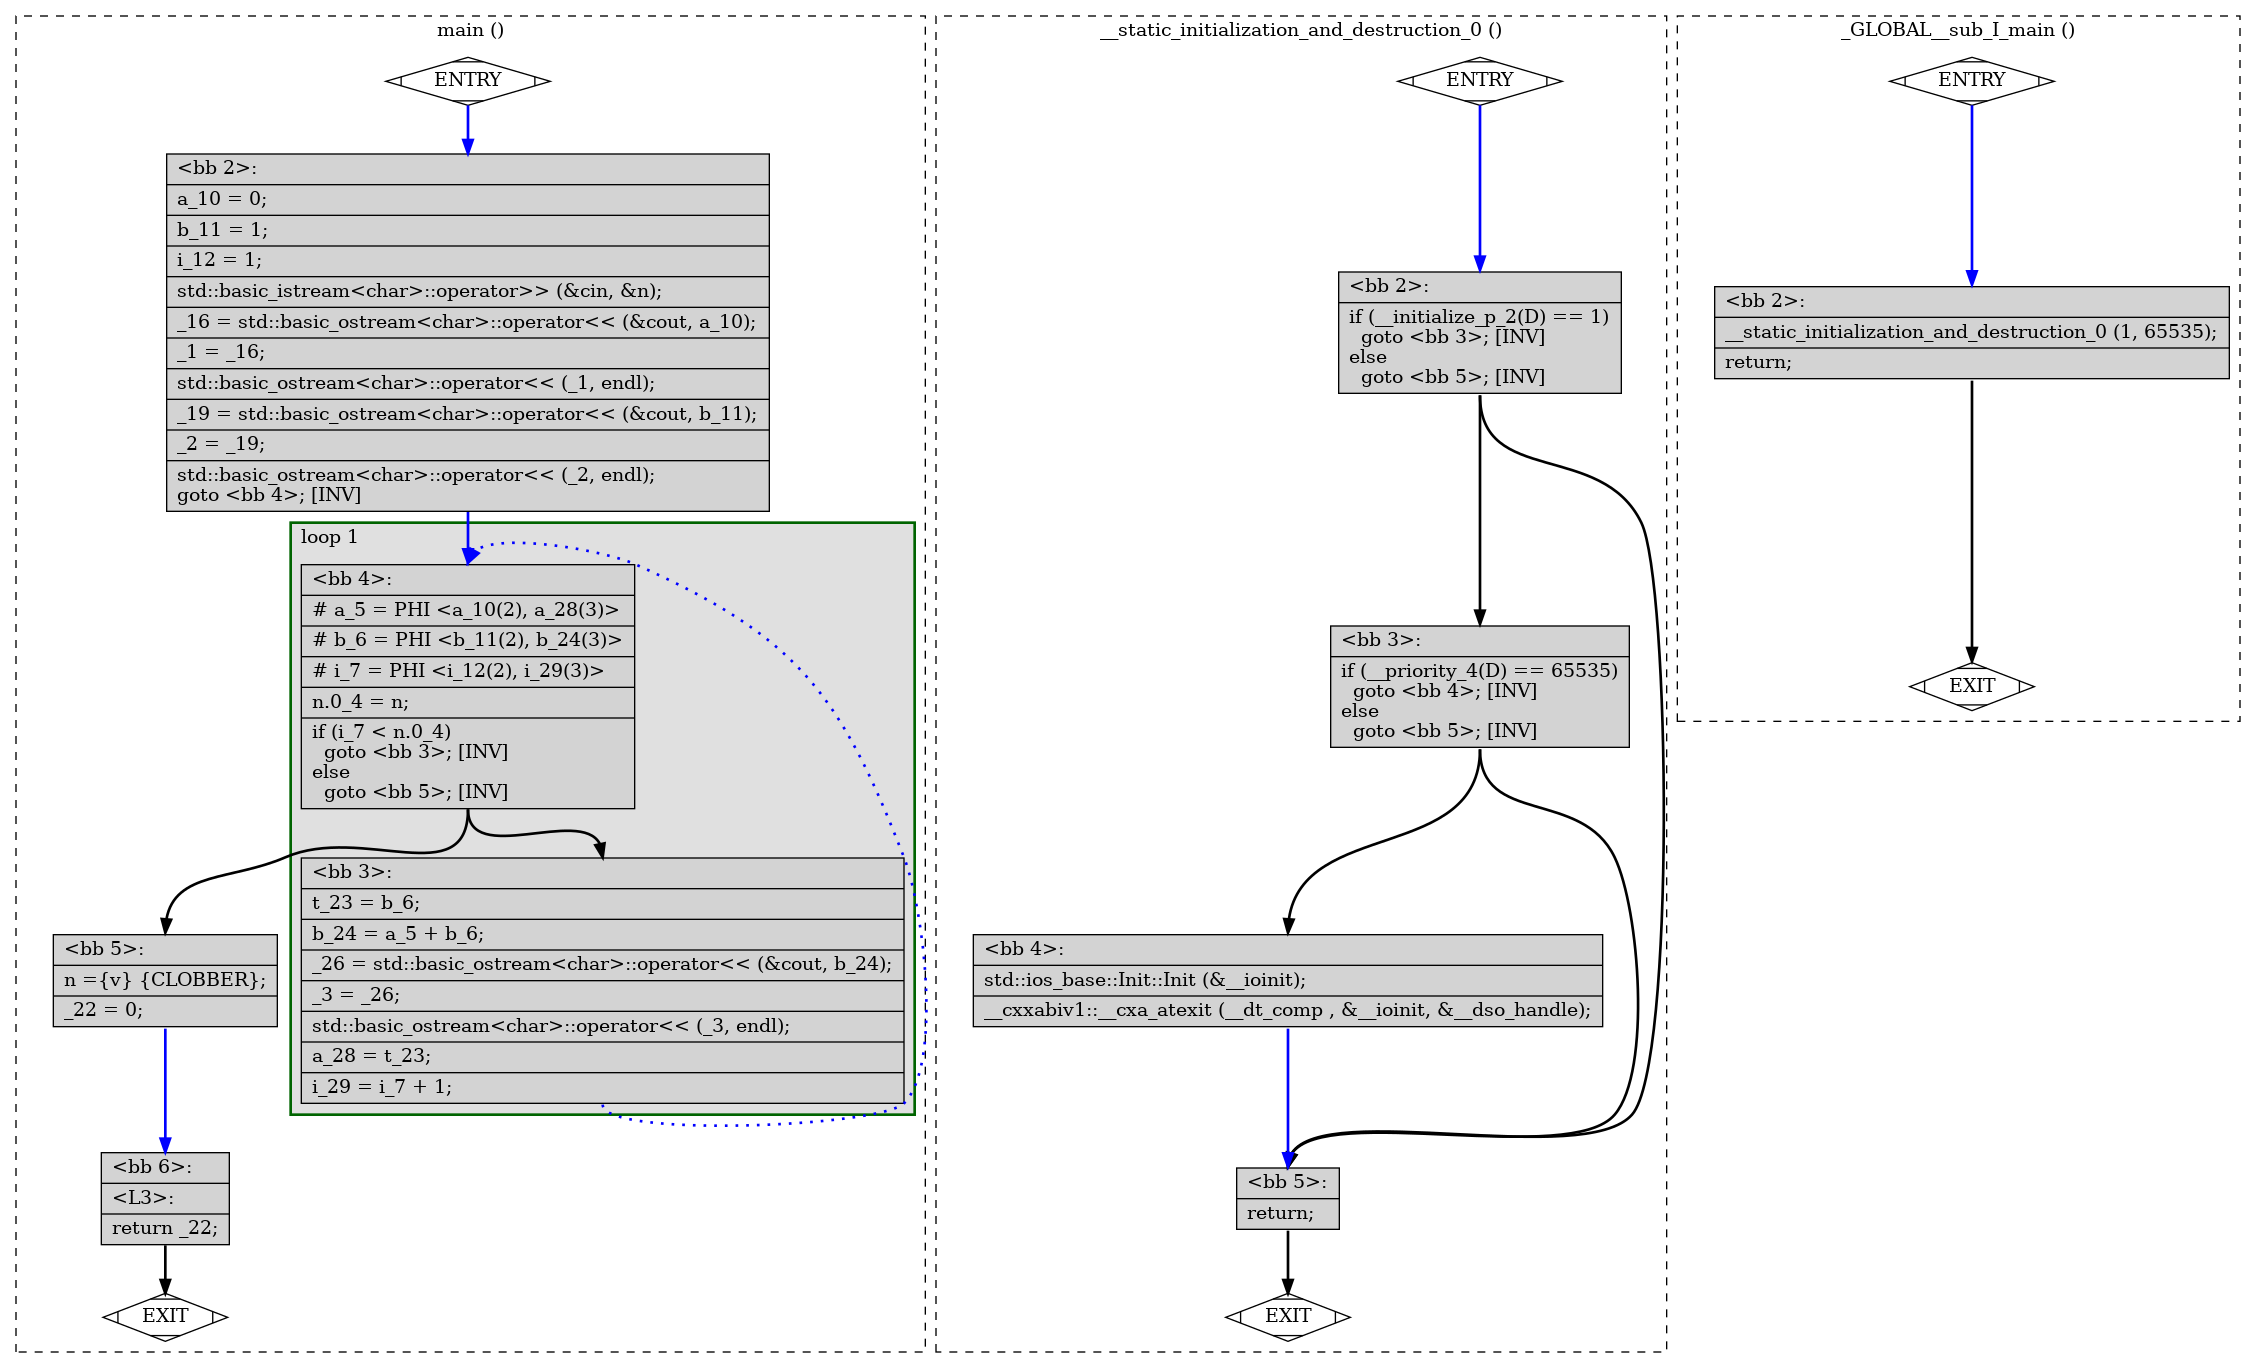 main ()
ENTRY
<bb 2>:
a_10 = 0;
b_11 = 1;
i_12 = 1;
std::basic_istream<char>::operator>> (&cin, &n);
_16 = std::basic_ostream<char>::operator<< (&cout, a_10);
_1 = _16;
std::basic_ostream<char>::operator<< (_1, endl);
_19 = std::basic_ostream<char>::operator<< (&cout, b_11);
_2 = _19;
std::basic_ostream<char>::operator<< (_2, endl);
goto <bb 4>; [INV]
loop 1
<bb 4>:
# a_5 = PHI <a_10(2), a_28(3)>
# b_6 = PHI <b_11(2), b_24(3)>
# i_7 = PHI <i_12(2), i_29(3)>
n.0_4 = n;
if (i_7 < n.0_4)
goto <bb 3>; [INV]
else
goto <bb 5>; [INV]
<bb 3>:
t_23 = b_6;
b_24 = a_5 + b_6;
_26 = std::basic_ostream<char>::operator<< (&cout, b_24);
_3 = _26;
std::basic_ostream<char>::operator<< (_3, endl);
a_28 = t_23;
i_29 = i_7 + 1;
<bb 5>:
n ={v} {CLOBBER};
_22 = 0;
<bb 6>:
<L3>:
return _22;
EXIT
__static_initialization_and_destruction_0 ()
ENTRY
<bb 2>:
if (__initialize_p_2(D) == 1)
goto <bb 3>; [INV]
else
goto <bb 5>; [INV]
<bb 3>:
if (__priority_4(D) == 65535)
goto <bb 4>; [INV]
else
goto <bb 5>; [INV]
<bb 4>:
std::ios_base::Init::Init (&__ioinit);
__cxxabiv1::__cxa_atexit (__dt_comp , &__ioinit, &__dso_handle);
<bb 5>:
return;
EXIT
_GLOBAL__sub_I_main ()
ENTRY
<bb 2>:
__static_initialization_and_destruction_0 (1, 65535);
return;
EXIT